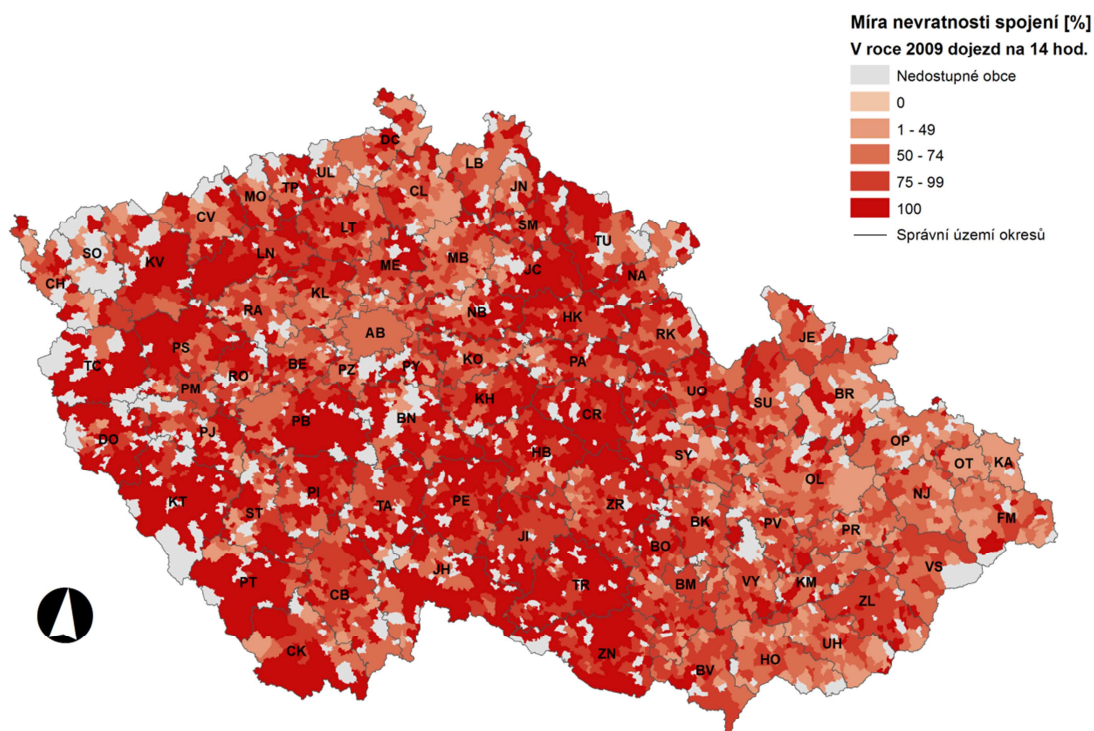 Míra nevratnosti spojení [%]
V roce 2009 dojezd na 14 hod.
Nedostupné obce
0
1 - 49
50 - 74
75 - 99
100
Správní území okresů
DC
LB
UL
TP
JN
CL
MO
CV
LT
SM
TU
SO
LN
KV
ME
MB
JC
NA
CH
KL
RA
NB
HK
AB
RK
JE
PS
TC
BE
PZ
PY
KO
PA
RO
PM
KH
UO
SU
BR
PB
BN
CR
DO
PJ
OP
HB
SY
OT
KA
OL
NJ
KT
PI
ST
TA
PE
ZR
FM
BK
PV
PR
JI
BO
VS
JH
PT
TR
BM
VY
KM
CB
ZL
CK
ZN
UH
HO
BV